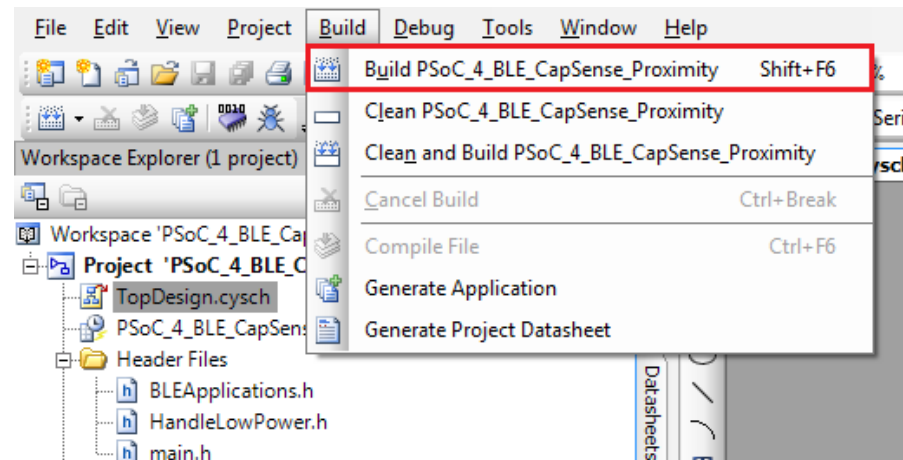 File Edit View Project Build Debug Tools Window Help
Build PSoC_4_BLE_CapSense_Proximity Shift+F6
Clean PSoC_4_BLE_CapSense_Proximity
Clean and Build PSoC_4_BLE_CapSense_Proximity
Cancel Build Ctrl+Break
Compile File Ctrl+F6
Generate Application
Generate Project Datasheet
Workspace Explorer (1 project)
Workspace 'PSoC_4_BLE_Cap
Project 'PSoC_4_BLE_C
TopDesign.cysch
PSoC_4_BLE_CapSens
Header Files
BLEApplications.h
HandleLowPower.h
main.h
Datasheets